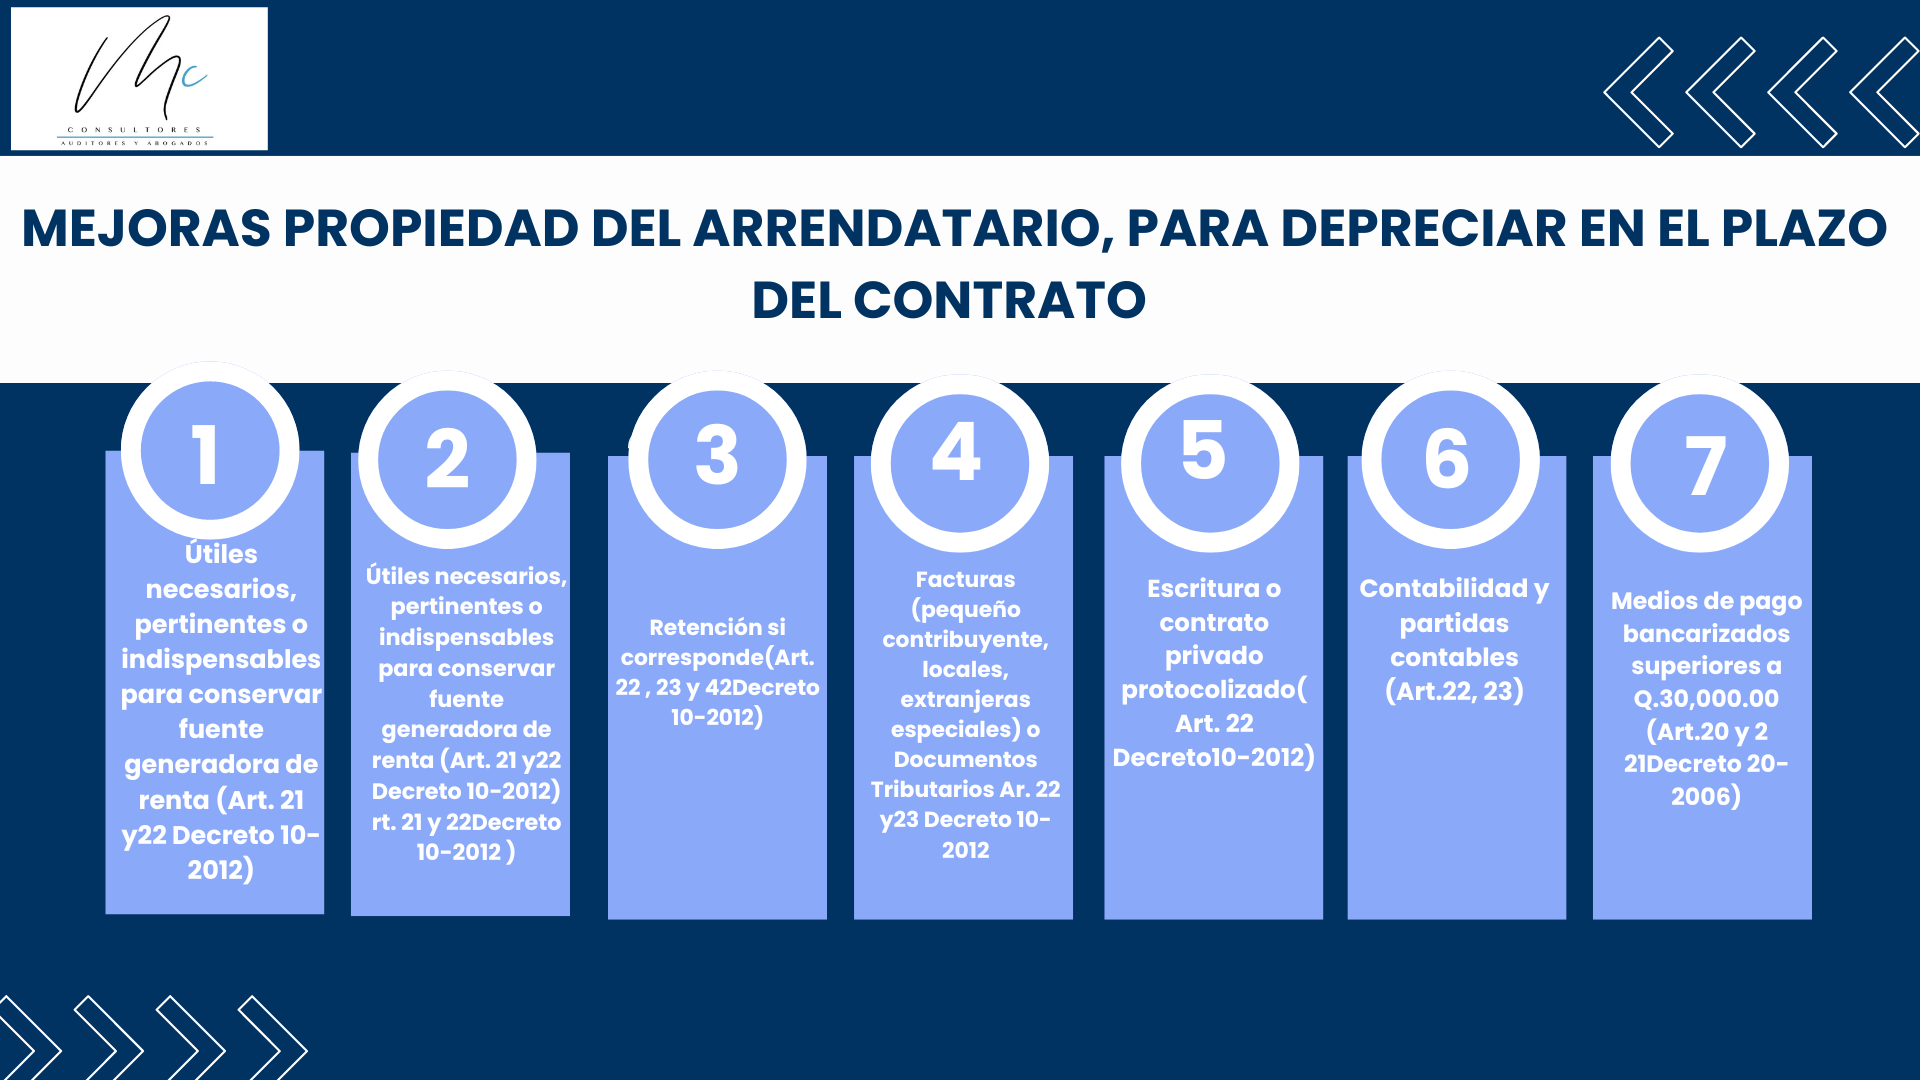 Mc
CONSULTORES
AUDITORES Y ABOGADOS
MEJORAS PROPIEDAD DEL ARRENDATARIO, PARA DEPRECIAR EN EL PLAZO
DEL CONTRATO
1
Útiles
necesarios,
pertinentes o
indispensables
para conservar
fuente
generadora de
renta (Art. 21
y22 Decreto 10-
2012)
2
Útiles necesarios,
pertinentes o
indispensables
para conservar
fuente
generadora de
renta (Art. 21 y22
Decreto 10-2012)
rt. 21 y 22Decreto
10-2012 )
3
Retención si
corresponde(Art.
22 , 23 y 42Decreto
10-2012)
4
Facturas
(pequeño
contribuyente,
locales,
extranjeras
especiales) o
Documentos
Tributarios Ar. 22
y23 Decreto 10-
2012
5
Escritura o
contrato
privado
protocolizado(
Art. 22
Decreto10-2012)
6
Contabilidad y
partidas
contables
(Art.22, 23)
7
Medios de pago
bancarizados
superiores a
Q.30,000.00
(Art.20 y 2
21Decreto 20-
2006)